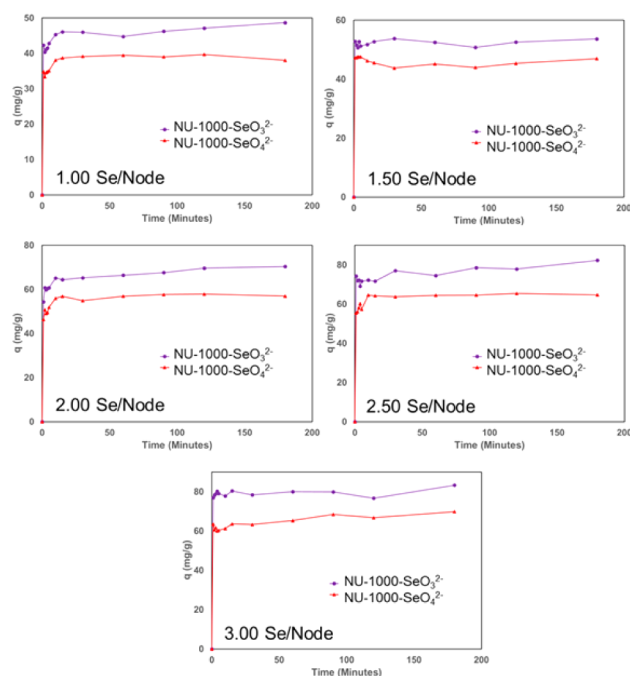 50
40
30
20
10
0
q (mg/g)
NU-1000-SeO₃²⁻
NU-1000-SeO₄²⁻
1.00 Se/Node
0 50 100 150 200
Time (Minutes)
60
50
40
30
20
10
0
q (mg/g)
NU-1000-SeO₃²⁻
NU-1000-SeO₄²⁻
1.50 Se/Node
0 50 100 150 200
Time (Minutes)
80
60
40
20
0
q (mg/g)
NU-1000-SeO₃²⁻
NU-1000-SeO₄²⁻
2.00 Se/Node
0 50 100 150 200
Time (Minutes)
80
60
40
20
0
q (mg/g)
NU-1000-SeO₃²⁻
NU-1000-SeO₄²⁻
2.50 Se/Node
0 50 100 150 200
Time (Minutes)
80
60
40
20
0
q (mg/g)
NU-1000-SeO₃²⁻
NU-1000-SeO₄²⁻
3.00 Se/Node
0 50 100 150 200
Time (Minutes)